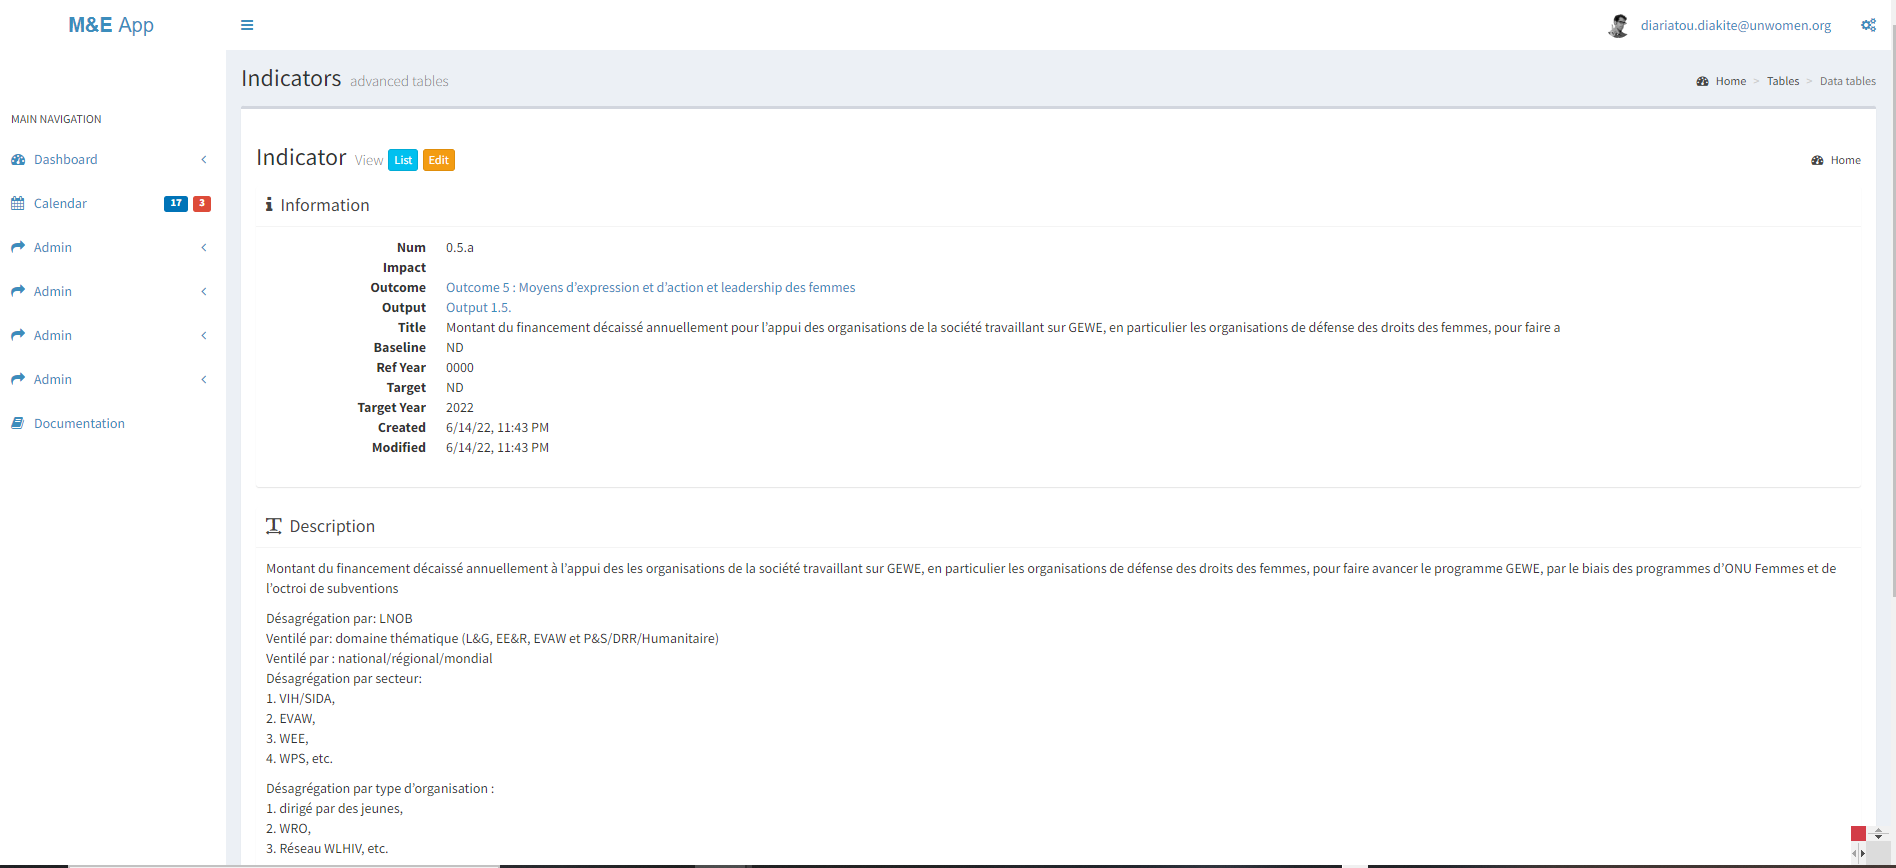 M&E App
diariatou.diakite@unwomen.org
Indicators advanced tables
Home > Tables > Data tables
MAIN NAVIGATION
Dashboard
Calendar 17 3
Admin
Admin
Admin
Admin
Documentation
Indicator View List Edit
Home
Information
Num 0.5.a
Impact
Outcome Outcome 5 : Moyens d’expression et d’action et leadership des femmes
Output Output 1.5.
Title Montant du financement décaissé annuellement pour l’appui des organisations de la société travaillant sur GEWE, en particulier les organisations de défense des droits des femmes, pour faire a
Baseline ND
Ref Year 0000
Target ND
Target Year 2022
Created 6/14/22, 11:43 PM
Modified 6/14/22, 11:43 PM
Description
Montant du financement décaissé annuellement à l’appui des les organisations de la société travaillant sur GEWE, en particulier les organisations de défense des droits des femmes, pour faire avancer le programme GEWE, par le biais des programmes d’ONU Femmes et de
l’octroi de subventions
Désagrégation par: LNOB
Ventilé par: domaine thématique (L&G, EE&R, EVAW et P&S/DRR/Humanitaire)
Ventilé par : national/régional/mondial
Désagrégation par secteur:
1. VIH/SIDA,
2. EVAW,
3. WEE,
4. WPS, etc.
Désagrégation par type d’organisation :
1. dirigé par des jeunes,
2. WRO,
3. Réseau WLHIV, etc.